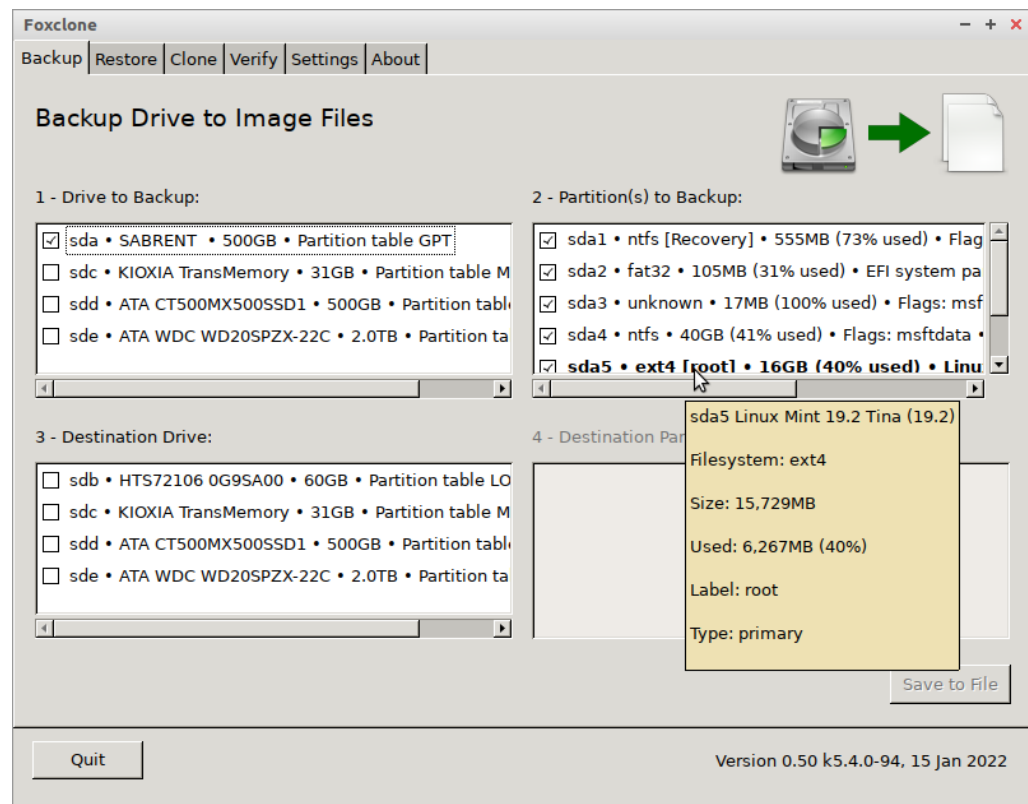 Foxclone
Backup Restore Clone Verify Settings About
Backup Drive to Image Files
1 - Drive to Backup:
sda • SABRENT • 500GB • Partition table GPT
sdc • KIOXIA TransMemory • 31GB • Partition table M
sdd • ATA CT500MX500SSD1 • 500GB • Partition tabl
sde • ATA WDC WD20SPZX-22C • 2.0TB • Partition ta
2 - Partition(s) to Backup:
sda1 • ntfs [Recovery] • 555MB (73% used) • Flag
sda2 • fat32 • 105MB (31% used) • EFI system pa
sda3 • unknown • 17MB (100% used) • Flags: msf
sda4 • ntfs • 40GB (41% used) • Flags: msftdata •
sda5 • ext4 [root] • 16GB (40% used) • Linu
3 - Destination Drive:
sdb • HTS72106 0G9SA00 • 60GB • Partition table LO
sdc • KIOXIA TransMemory • 31GB • Partition table M
sdd • ATA CT500MX500SSD1 • 500GB • Partition tabl
sde • ATA WDC WD20SPZX-22C • 2.0TB • Partition ta
4 - Destination Par
sda5 Linux Mint 19.2 Tina (19.2)
Filesystem: ext4
Size: 15,729MB
Used: 6,267MB (40%)
Label: root
Type: primary
Save to File
Quit
Version 0.50 k5.4.0-94, 15 Jan 2022